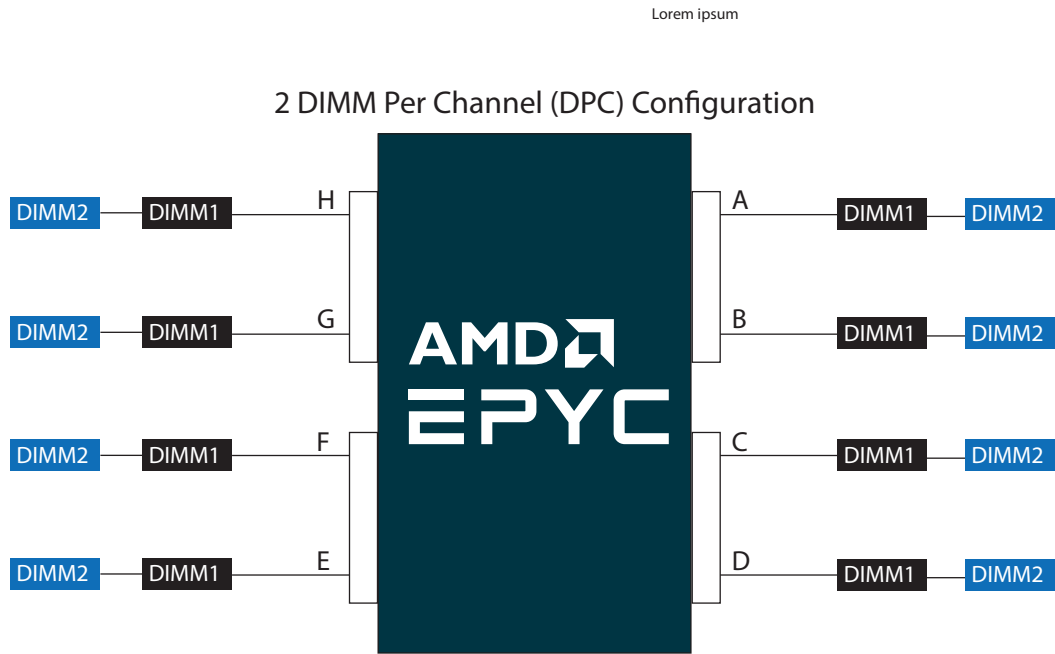 Lorem ipsum
2 DIMM Per Channel (DPC) Configuration
H
A
DIMM2 DIMM1
DIMM1 DIMM2
G
B
DIMM2 DIMM1
DIMM1 DIMM2
AMD
EPYC
F
C
DIMM2 DIMM1
DIMM1 DIMM2
E
D
DIMM2 DIMM1
DIMM1 DIMM2